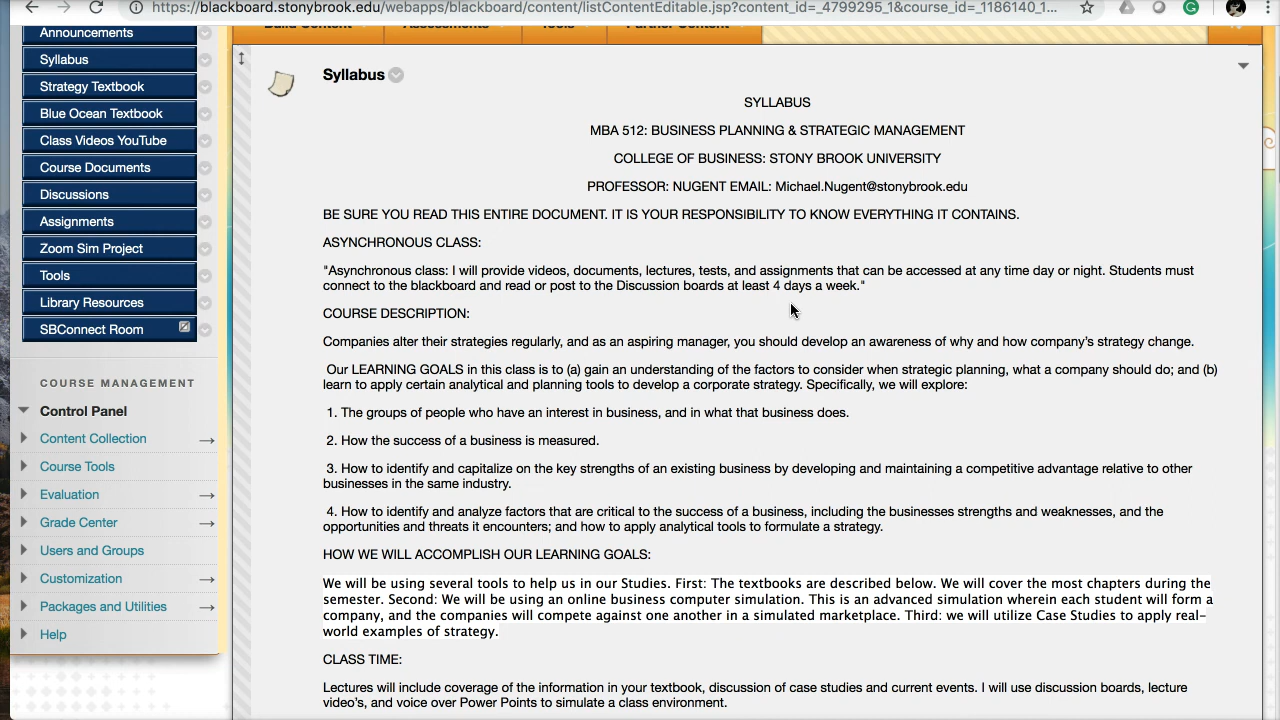 https://blackboard.stonybrook.edu/webapps/blackboard/content/listContentEditable.jsp?content_id=_4799295_1&course_id=_1186140_1...
Announcements
Syllabus
Strategy Textbook
Blue Ocean Textbook
Class Videos YouTube
Course Documents
Discussions
Assignments
Zoom Sim Project
Tools
Library Resources
SBConnect Room
COURSE MANAGEMENT
Control Panel
Content Collection
Course Tools
Evaluation
Grade Center
Users and Groups
Customization
Packages and Utilities
Help
Syllabus
SYLLABUS
MBA 512: BUSINESS PLANNING & STRATEGIC MANAGEMENT
COLLEGE OF BUSINESS: STONY BROOK UNIVERSITY
PROFESSOR: NUGENT EMAIL: Michael.Nugent@stonybrook.edu
BE SURE YOU READ THIS ENTIRE DOCUMENT. IT IS YOUR RESPONSIBILITY TO KNOW EVERYTHING IT CONTAINS.
ASYNCHRONOUS CLASS:
"Asynchronous class: I will provide videos, documents, lectures, tests, and assignments that can be accessed at any time day or night. Students must
connect to the blackboard and read or post to the Discussion boards at least 4 days a week."
COURSE DESCRIPTION:
Companies alter their strategies regularly, and as an aspiring manager, you should develop an awareness of why and how company's strategy change.
Our LEARNING GOALS in this class is to (a) gain an understanding of the factors to consider when strategic planning, what a company should do; and (b)
learn to apply certain analytical and planning tools to develop a corporate strategy. Specifically, we will explore:
1. The groups of people who have an interest in business, and in what that business does.
2. How the success of a business is measured.
3. How to identify and capitalize on the key strengths of an existing business by developing and maintaining a competitive advantage relative to other
businesses in the same industry.
4. How to identify and analyze factors that are critical to the success of a business, including the businesses strengths and weaknesses, and the
opportunities and threats it encounters; and how to apply analytical tools to formulate a strategy.
HOW WE WILL ACCOMPLISH OUR LEARNING GOALS:
We will be using several tools to help us in our Studies. First: The textbooks are described below. We will cover the most chapters during the
semester. Second: We will be using an online business computer simulation. This is an advanced simulation wherein each student will form a
company, and the companies will compete against one another in a simulated marketplace. Third: we will utilize Case Studies to apply real-
world examples of strategy.
CLASS TIME:
Lectures will include coverage of the information in your textbook, discussion of case studies and current events. I will use discussion boards, lecture
video's, and voice over Power Points to simulate a class environment.